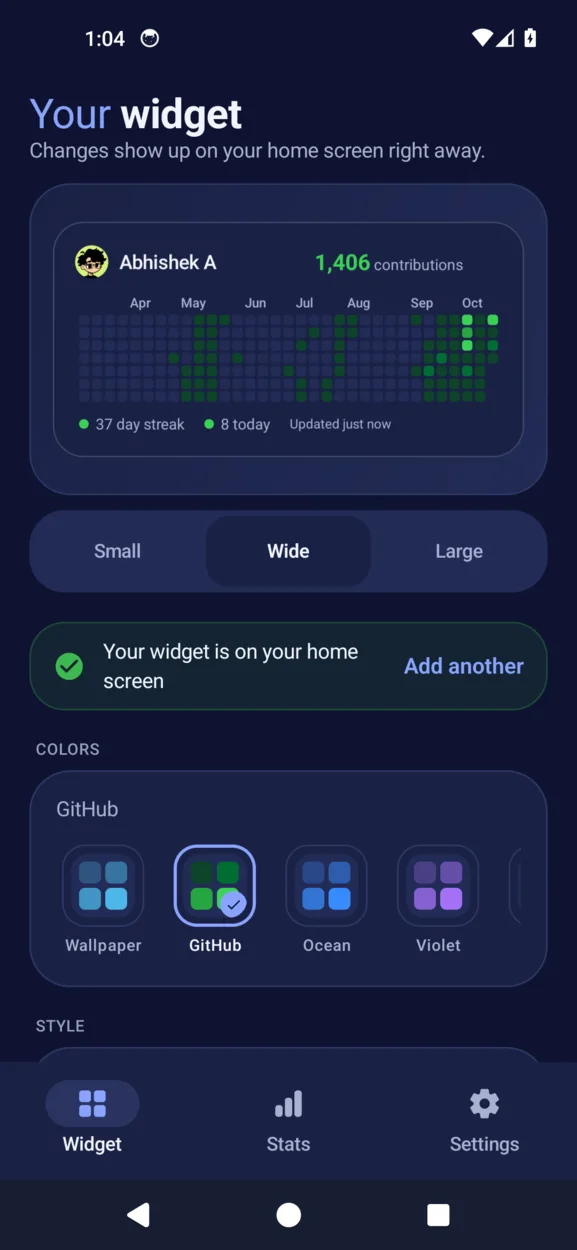 1:04
Your widget
Changes show up on your home screen right away.
Abhishek A
1,406 contributions
Apr May Jun Jul Aug Sep Oct
37 day streak 8 today Updated just now
Small Wide Large
Your widget is on your home
screen
Add another
COLORS
GitHub
Wallpaper GitHub Ocean Violet
STYLE
Widget Stats Settings